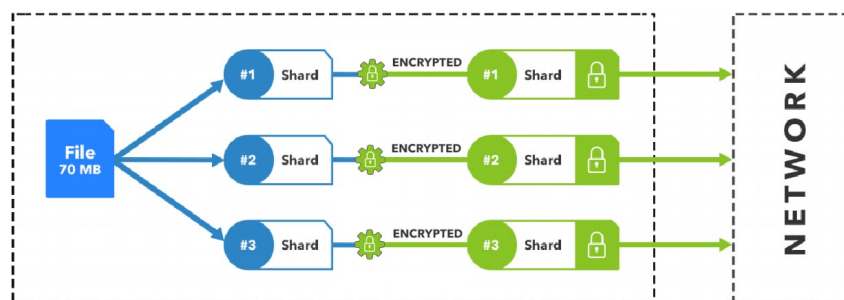 #1 Shard ENCRYPTED #1 Shard
File
70 MB
#2 Shard ENCRYPTED #2 Shard
#3 Shard ENCRYPTED #3 Shard
NETWORK